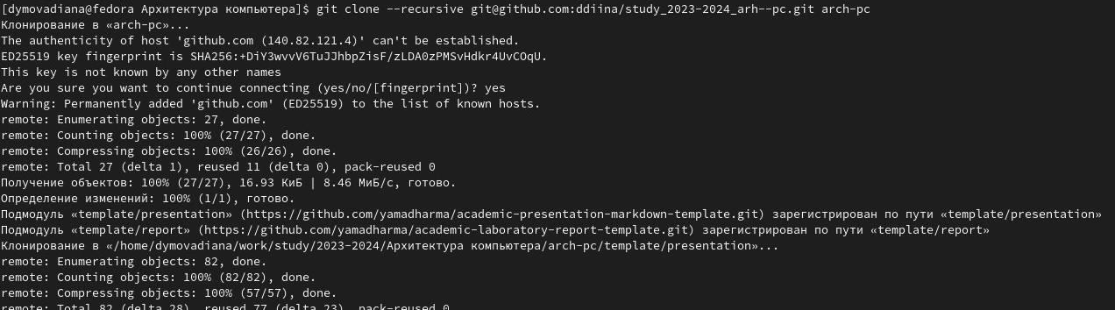 [dymovadiana@fedora Архитектура компьютера]$ git clone --recursive git@github.com:ddiina/study_2023-2024_arh--pc.git arch-pc
Клонирование в «arch-pc»...
The authenticity of host 'github.com (140.82.121.4)' can't be established.
ED25519 key fingerprint is SHA256:+DiY3wvvV6TuJJhbpZisF/zLDA0zPMSvHdkr4UvCOqU.
This key is not known by any other names
Are you sure you want to continue connecting (yes/no/[fingerprint])? yes
Warning: Permanently added 'github.com' (ED25519) to the list of known hosts.
remote: Enumerating objects: 27, done.
remote: Counting objects: 100% (27/27), done.
remote: Compressing objects: 100% (26/26), done.
remote: Total 27 (delta 1), reused 11 (delta 0), pack-reused 0
Получение объектов: 100% (27/27), 16.93 КиБ | 8.46 МиБ/с, готово.
Определение изменений: 100% (1/1), готово.
Подмодуль «template/presentation» (https://github.com/yamadharma/academic-presentation-markdown-template.git) зарегистрирован по пути «template/presentation»
Подмодуль «template/report» (https://github.com/yamadharma/academic-laboratory-report-template.git) зарегистрирован по пути «template/report»
Клонирование в «/home/dymovadiana/work/study/2023-2024/Архитектура компьютера/arch-pc/template/presentation»...
remote: Enumerating objects: 82, done.
remote: Counting objects: 100% (82/82), done.
remote: Compressing objects: 100% (57/57), done.
remote: Total 82 (delta 28), reused 77 (delta 23), pack-reused 0